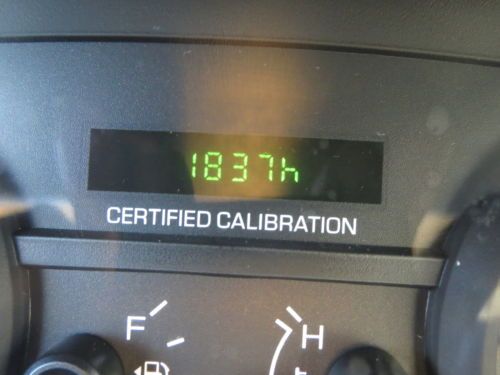 1837h
CERTIFIED CALIBRATION
F H